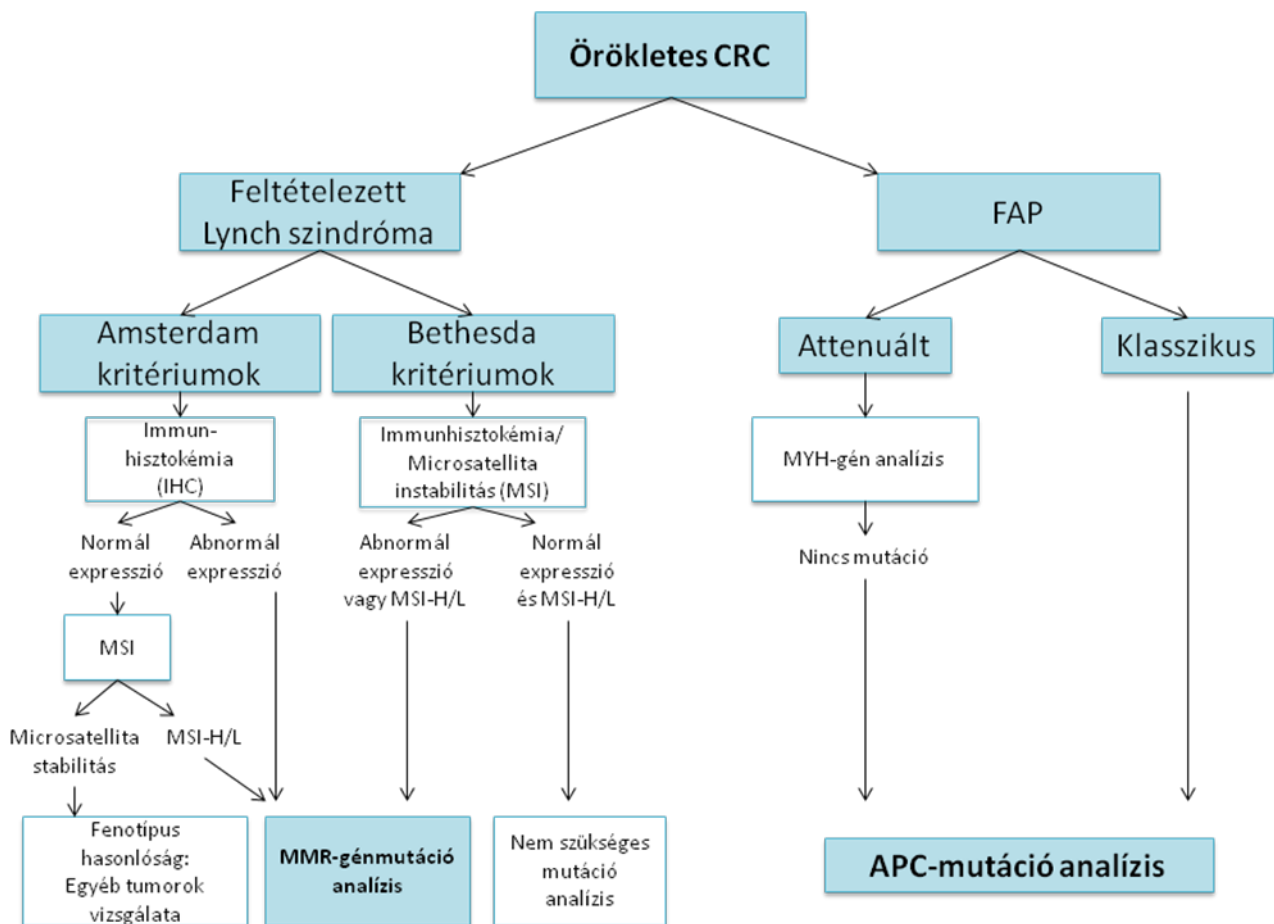 Örökletes CRC
Feltételezett
Lynch szindróma
FAP
Amsterdam
kritériumok
Bethesda
kritériumok
Attenuált
Klasszikus
Immun-
hisztokémia
(IHC)
Immunhisztokémia/
Microsatellita
instabilitás (MSI)
MYH-gén analízis
Normál
expresszió
Abnormál
expresszió
Abnormál
expresszió
vagy MSI-H/L
Normál
expresszió
és MSI-H/L
Nincs mutáció
MSI
Microsatellita
stabilitás
MSI-H/L
Fenotípus
hasonlóság:
Egyéb tumorok
vizsgálata
MMR-génmutáció
analízis
Nem szükséges
mutáció
analízis
APC-mutáció analízis